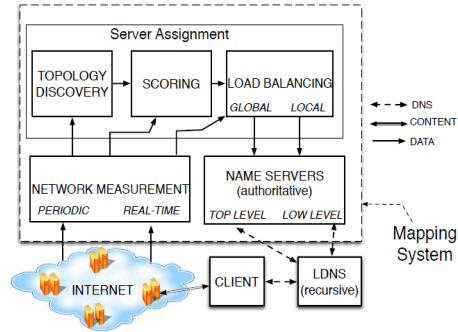 Server Assignment
TOPOLOGY
DISCOVERY
SCORING
LOAD BALANCING
GLOBAL
LOCAL
DNS
CONTENT
DATA
NETWORK MEASUREMENT
PERIODIC
REAL-TIME
NAME SERVERS
(authoritative)
TOP LEVEL
LOW LEVEL
Mapping
System
INTERNET
CLIENT
LDNS
(recursive)